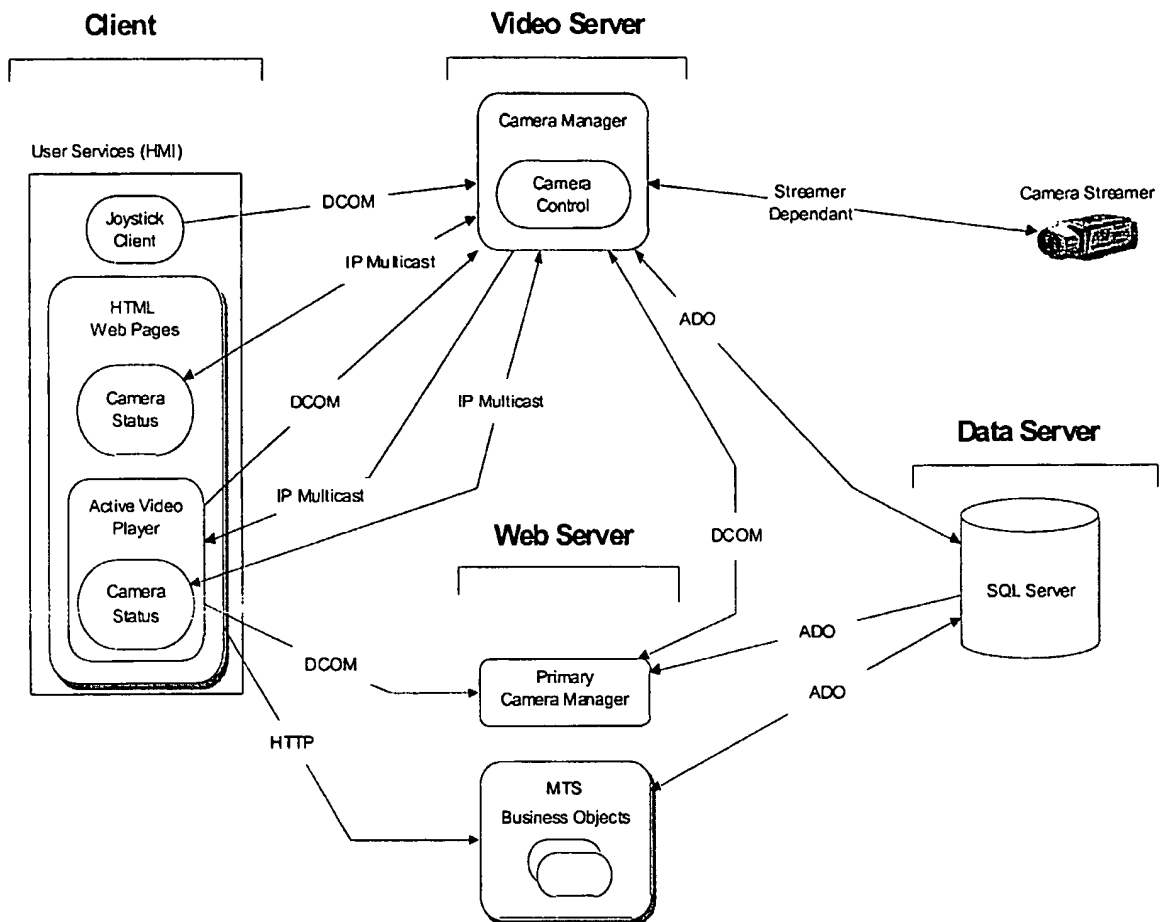 Client
Video Server
User Services (HMI)
Joystick
Client
HTML
Web Pages
Camera
Status
Active Video
Player
Camera
Status
DCOM
IP Multicast
DCOM
IP Multicast
IP Multicast
DCOM
HTTP
Camera Manager
Camera
Control
Streamer
Dependant
Camera Streamer
ADO
DCOM
Web Server
Primary
Camera Manager
MTS
Business Objects
Data Server
SQL Server
ADO
ADO